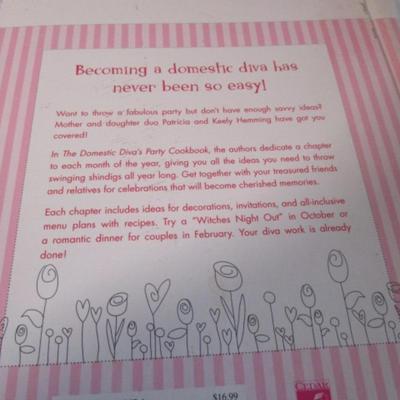 Becoming a domestic diva has
never been so easy!
Want to throw a fabulous party but don't have enough savvy ideas?
Mother and daughter duo Patricia and Keely Hemming have got you
covered!
In The Domestic Diva's Party Cookbook, the authors dedicate a chapter
to each month of the year, giving you all the ideas you need to throw
swinging shindigs all year long. Get together with your treasured friends
and relatives for celebrations that will become cherished memories.
Each chapter includes ideas for decorations, invitations, and all-inclusive
menu plans with recipes. Try a "Witches Night Out" in October or
a romantic dinner for couples in February. Your diva work is already
done!
$16.99
CEDAR